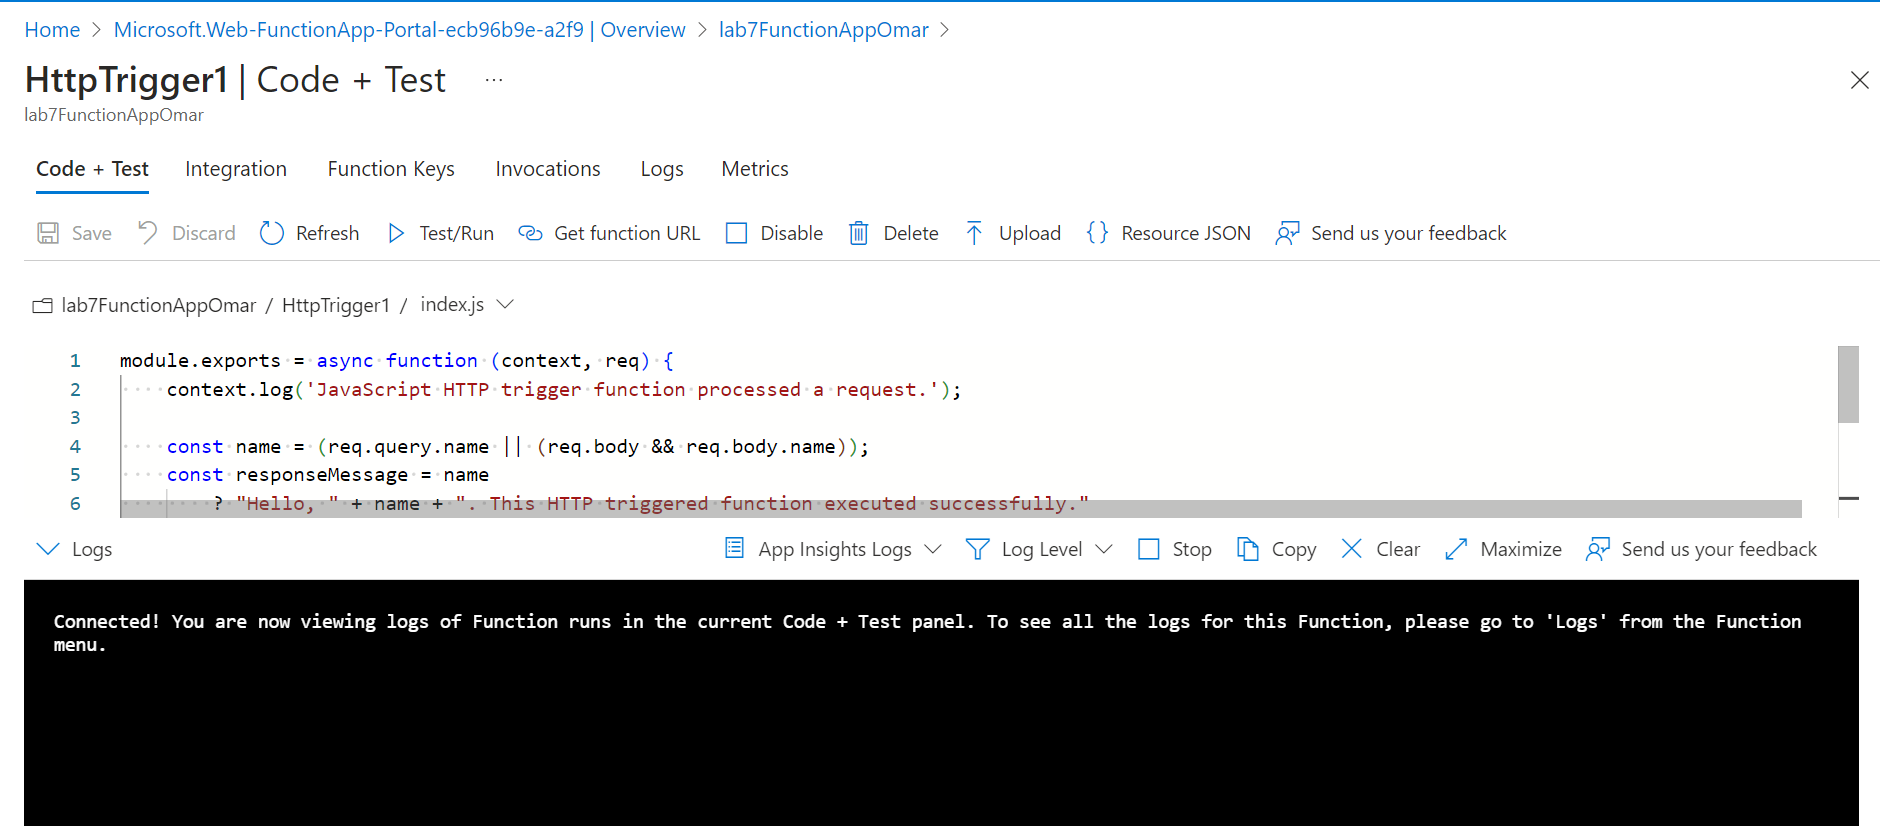 Home > Microsoft.Web-FunctionApp-Portal-ecb96b9e-a2f9 | Overview > lab7FunctionAppOmar >
HttpTrigger1 | Code + Test ...
lab7FunctionAppOmar
Code + Test Integration Function Keys Invocations Logs Metrics
Save Discard Refresh Test/Run Get function URL Disable Delete Upload {} Resource JSON Send us your feedback
lab7FunctionAppOmar / HttpTrigger1 / index.js
1 module.exports = async function (context, req) {
2 context.log('JavaScript HTTP trigger function processed a request.');
3
4 const name = (req.query.name || (req.body && req.body.name));
5 const responseMessage = name
6 ? "Hello, " + name + ". This HTTP triggered function executed successfully."
Logs App Insights Logs Log Level Stop Copy Clear Maximize Send us your feedback
Connected! You are now viewing logs of Function runs in the current Code + Test panel. To see all the logs for this Function, please go to 'Logs' from the Function
menu.